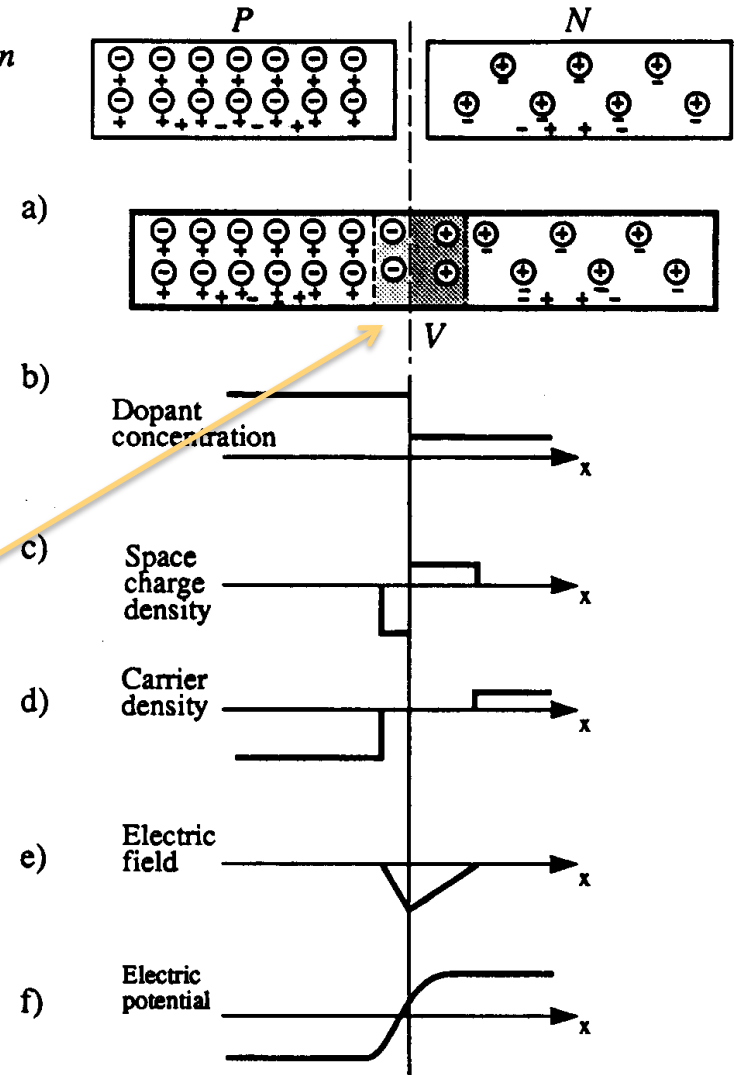 P N
n
a)
V
b)
Dopant
concentration
x
c)
Space
charge
density
x
d)
Carrier
density
x
e)
Electric
field
x
f)
Electric
potential
x